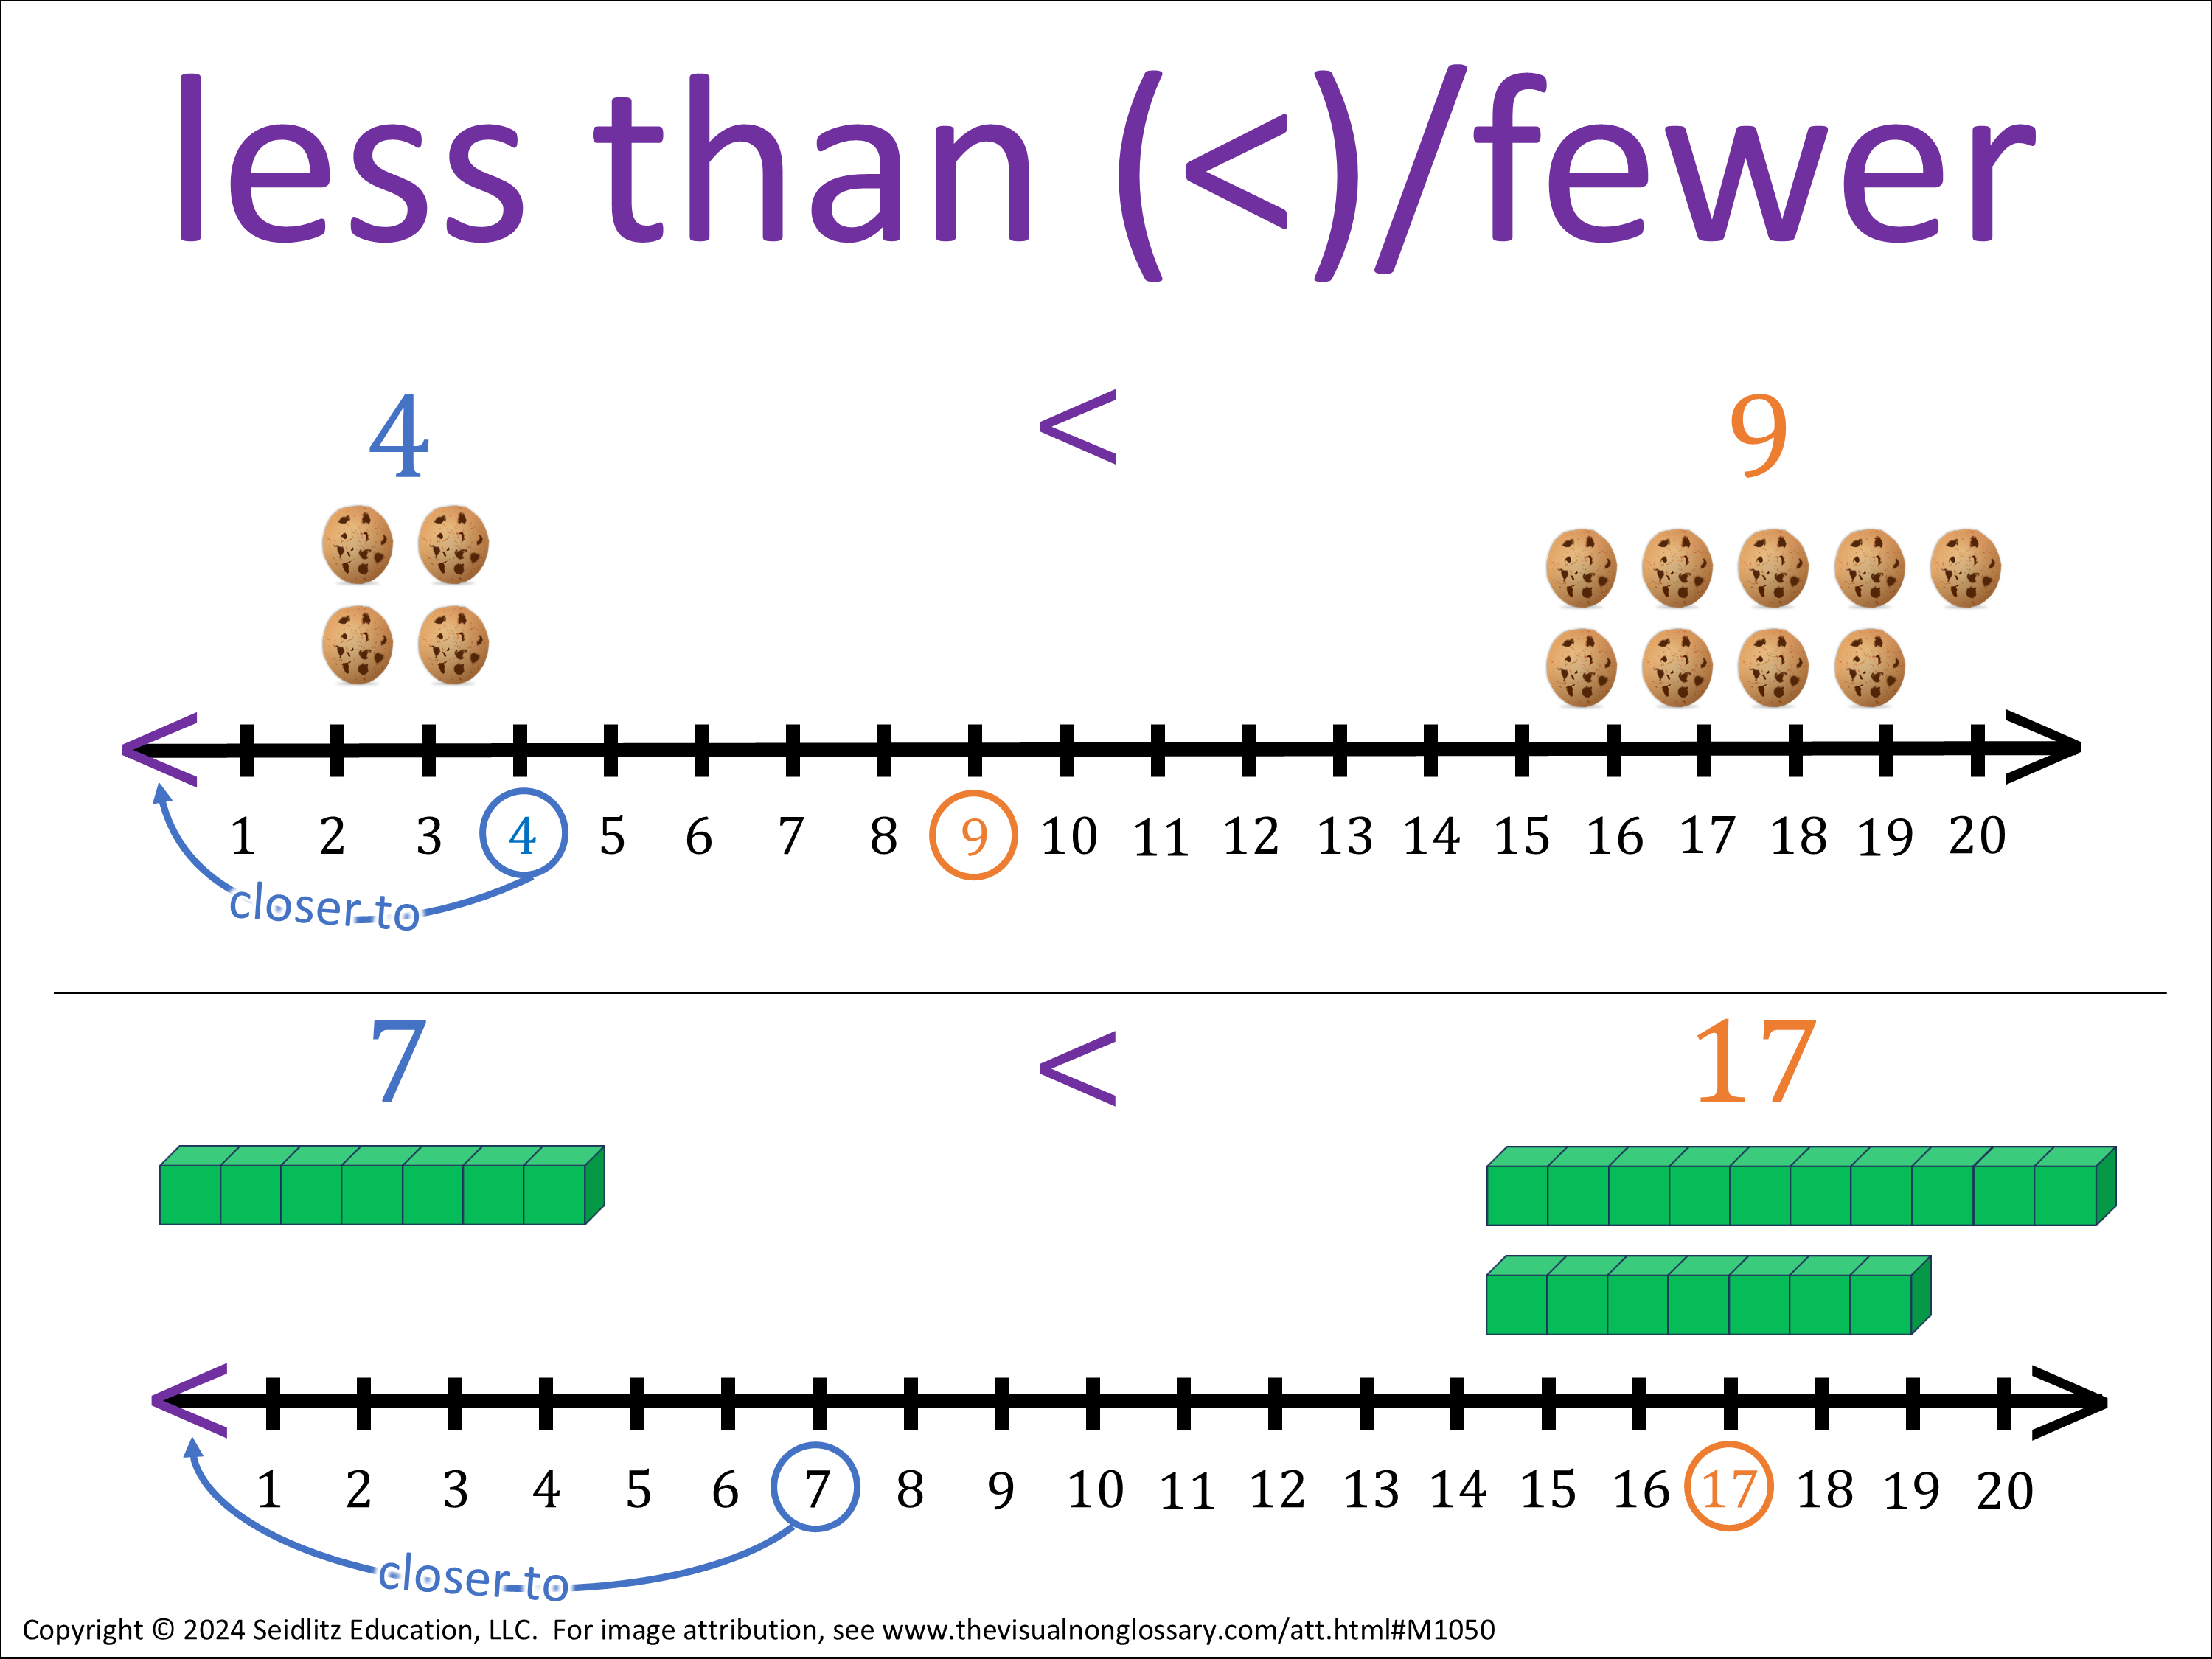 less than (<)/fewer
4 < 9
1 2 3 4 5 6 7 8 9 10 11 12 13 14 15 16 17 18 19 20
closer to
7 < 17
1 2 3 4 5 6 7 8 9 10 11 12 13 14 15 16 17 18 19 20
closer to
Copyright © 2024 Seidlitz Education, LLC. For image attribution, see www.thevisualnonglossary.com/att.html#M1050